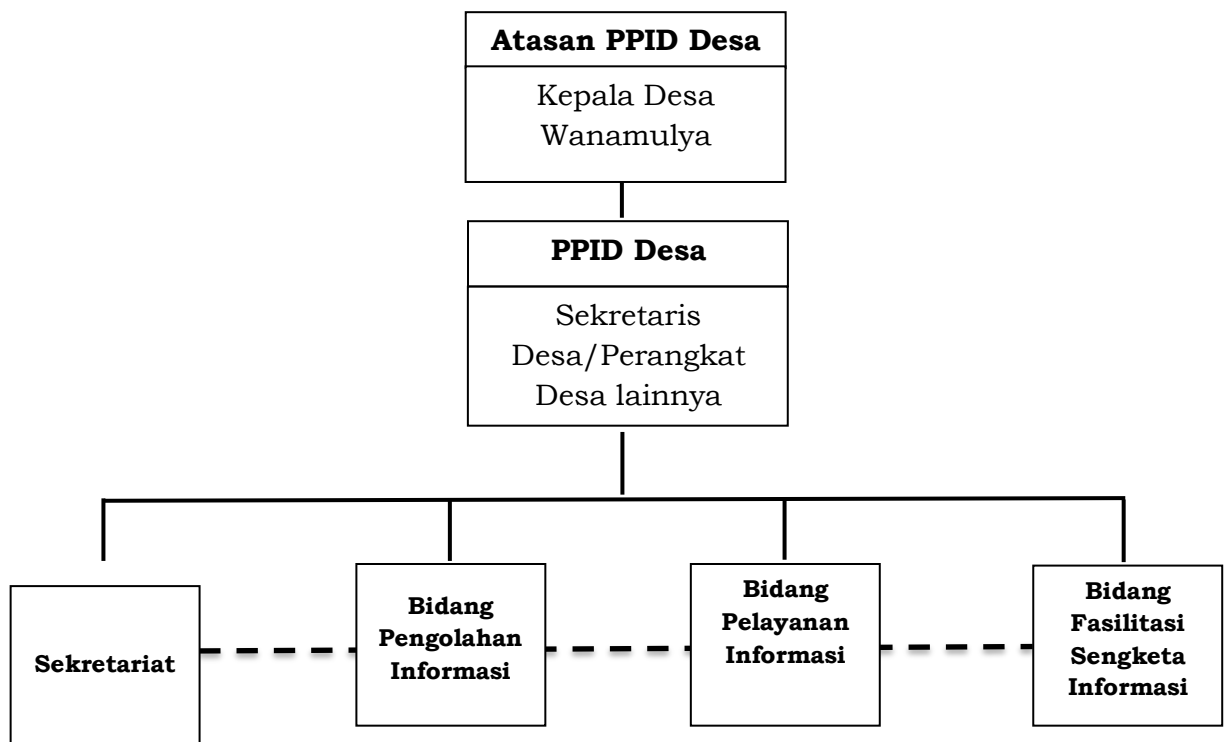 Atasan PPID Desa
Kepala Desa
Wanamulya
PPID Desa
Sekretaris
Desa/Perangkat
Desa lainnya
Sekretariat
Bidang
Pengolahan
Informasi
Bidang
Pelayanan
Informasi
Bidang
Fasilitasi
Sengketa
Informasi